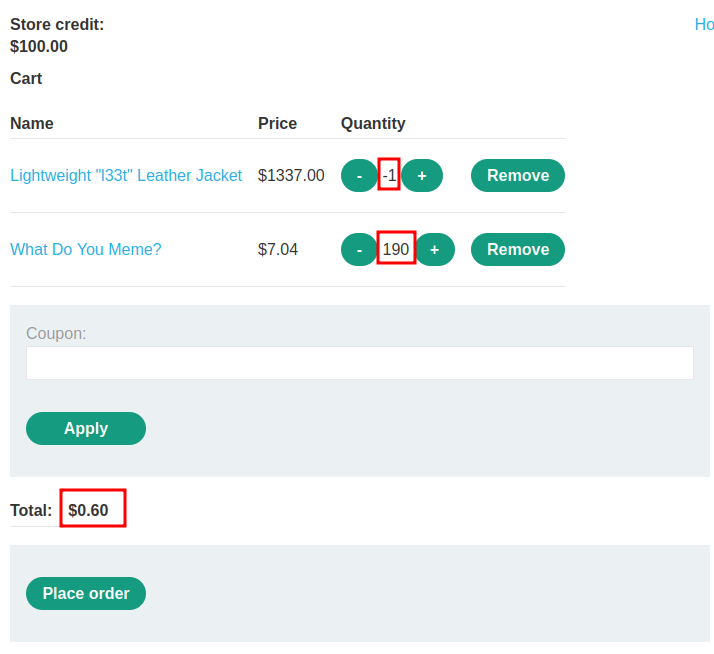 Store credit: Ho
$100.00
Cart
Name Price Quantity
Lightweight "l33t" Leather Jacket $1337.00 - -1 + Remove
What Do You Meme? $7.04 - 190 + Remove
Coupon:
Apply
Total: $0.60
Place order